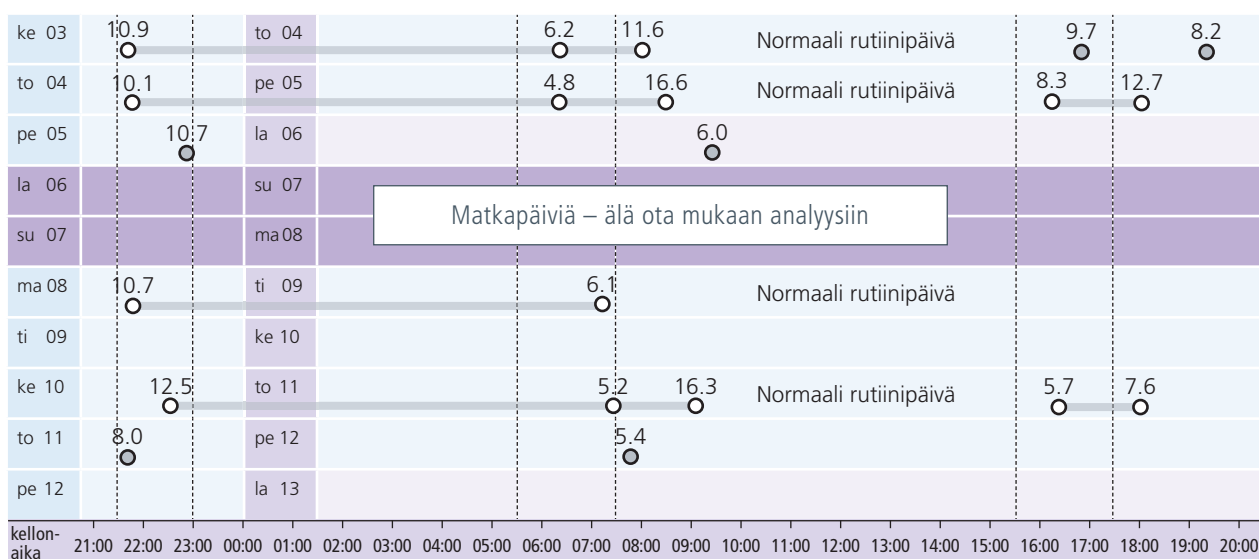 ke 03 10.9 to 04 6.2 11.6 Normaali rutiinipäivä 9.7 8.2
to 04 10.1 pe 05 4.8 16.6 Normaali rutiinipäivä 8.3 12.7
pe 05 10.7 la 06 6.0
la 06 su 07
Matkapäiviä – älä ota mukaan analyysiin
su 07 ma 08
ma 08 10.7 ti 09 6.1 Normaali rutiinipäivä
ti 09 ke 10
ke 10 12.5 to 11 5.2 16.3 Normaali rutiinipäivä 5.7 7.6
to 11 8.0 pe 12 5.4
pe 12 la 13
kellon-
aika 21:00 22:00 23:00 00:00 01:00 02:00 03:00 04:00 05:00 06:00 07:00 08:00 09:00 10:00 11:00 12:00 13:00 14:00 15:00 16:00 17:00 18:00 19:00 20:00